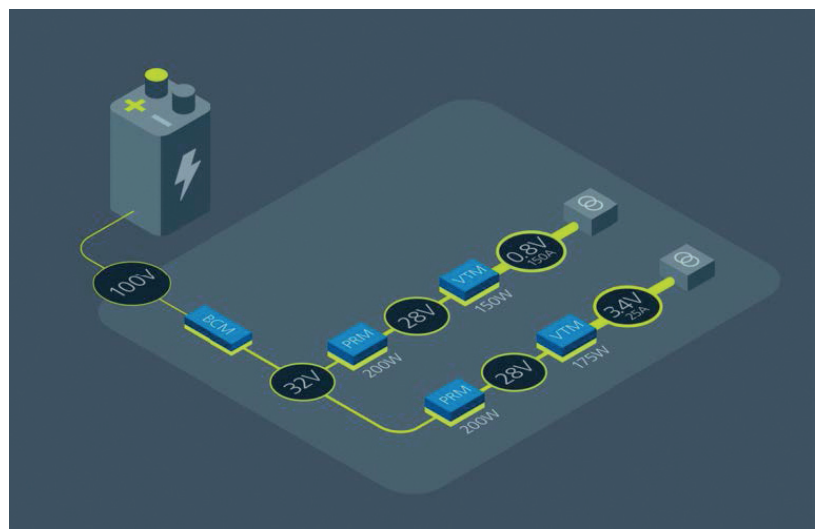 100V
BCM
32V
PRM
200W
28V
VTM
150W
0.8V
150A
PRM
200W
28V
VTM
175W
3.4V
25A